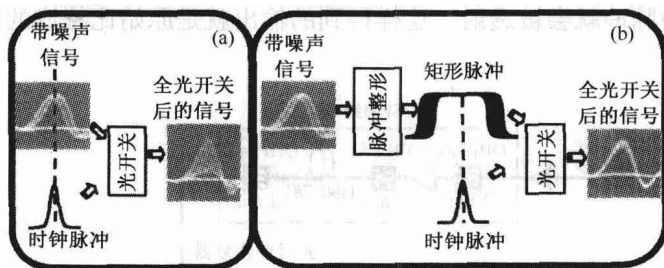 (a)
带噪声
信号
全光开关
后的信号
光开关
时钟脉冲
(b)
带噪声
信号
脉冲整形
矩形脉冲
全光开关
后的信号
光开关
时钟脉冲